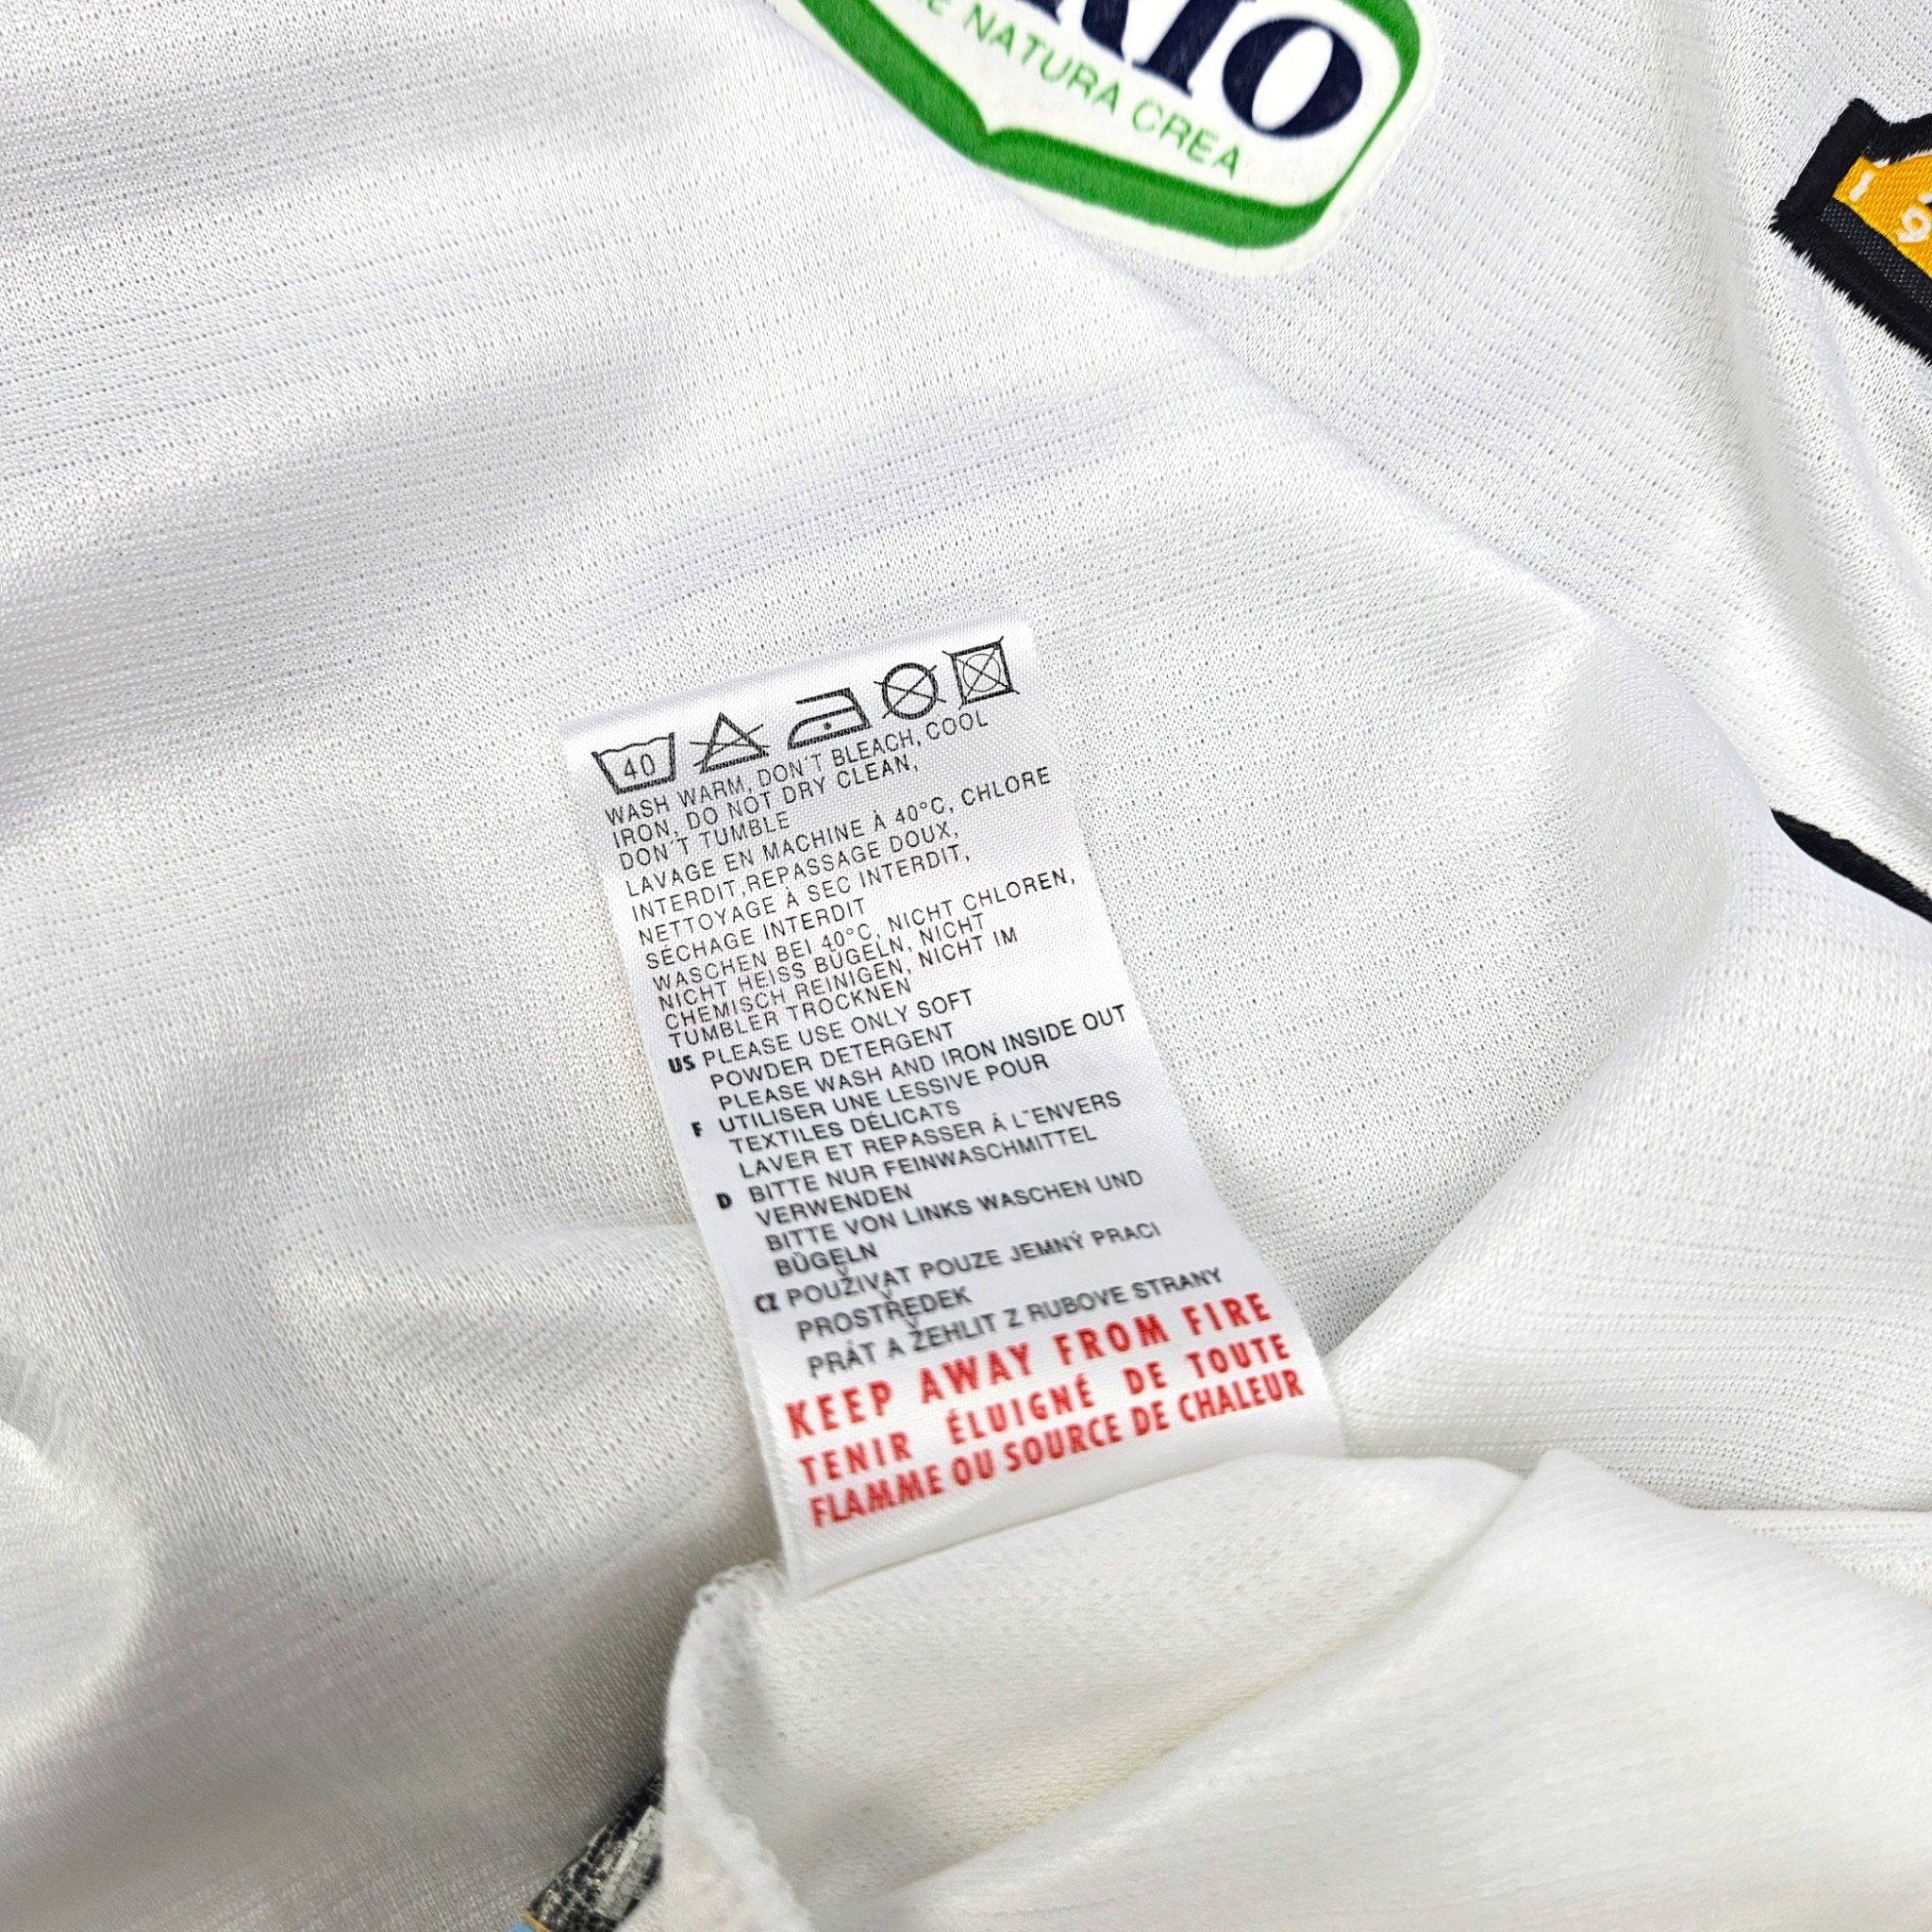 NATURA CREA
1 9
40
WASH WARM, DON´T BLEACH, COOL
IRON, DO NOT DRY CLEAN,
DON´T TUMBLE
LAVAGE EN MACHINE À 40°C, CHLORE
INTERDIT,REPASSAGE DOUX,
NETTOYAGE À SEC INTERDIT,
SÉCHAGE INTERDIT
WASCHEN BEI 40°C, NICHT CHLOREN,
NICHT HEISS BÜGELN, NICHT
CHEMISCH REINIGEN, NICHT IM
TUMBLER TROCKNEN
US PLEASE USE ONLY SOFT
POWDER DETERGENT
PLEASE WASH AND IRON INSIDE OUT
F UTILISER UNE LESSIVE POUR
TEXTILES DÉLICATS
LAVER ET REPASSER À L¨ENVERS
D BITTE NUR FEINWASCHMITTEL
VERWENDEN
BITTE VON LINKS WASCHEN UND
BÜGELN
CZ POUŽIVAT POUZE JEMNÝ PRACI
PROSTŘEDEK
PRÁT A ŽEHLIT Z RUBOVE STRANY
KEEP AWAY FROM FIRE
TENIR ÉLUIGNÉ DE TOUTE
FLAMME OU SOURCE DE CHALEUR